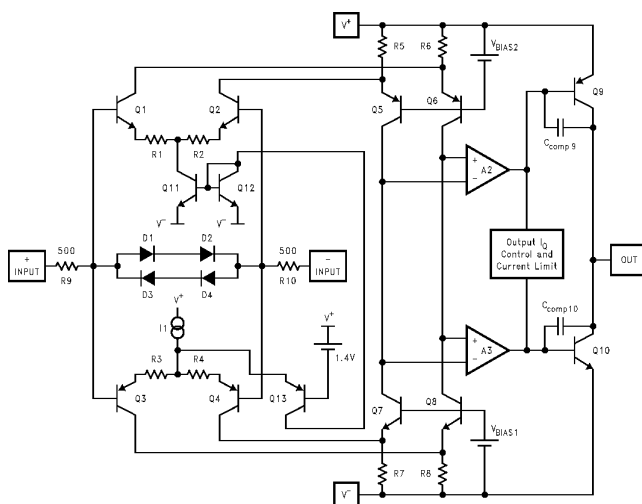 V+
R5
R6
VBIAS2
Q1
Q2
Q5
Q6
Q9
R1
R2
Ccomp9
+
A2
−
Q11
Q12
V−
V−
D1
D2
500
500
+
INPUT
−
INPUT
R9
R10
D3
D4
Output IQ
Control and
Current Limit
OUT
V+
I1
V+
1.4V
Ccomp10
R3
R4
+
A3
−
Q10
Q3
Q4
Q13
Q7
Q8
VBIAS1
R7
R8
V−